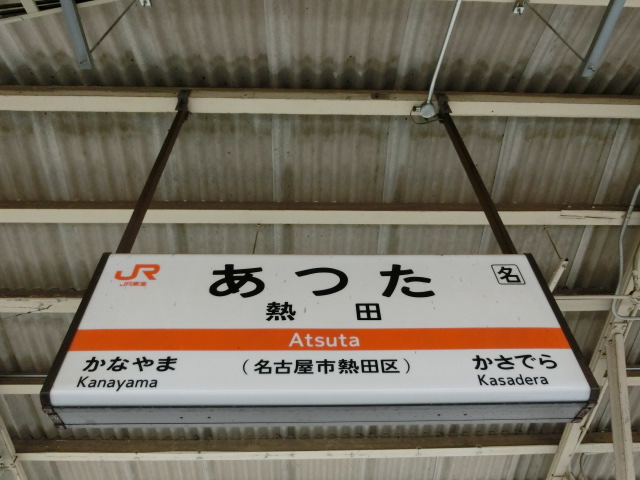 JR
JR東海
あつた
名
熱田
Atsuta
かなやま
Kanayama
(名古屋市熱田区)
かさでら
Kasadera